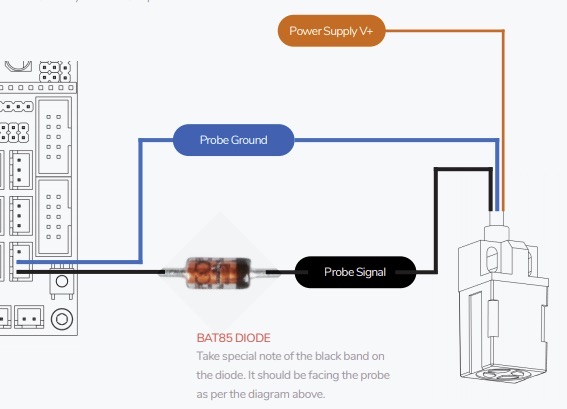 Power Supply V+
Probe Ground
Probe Signal
BAT85 DIODE
Take special note of the black band on
the diode. It should be facing the probe
as per the diagram above.